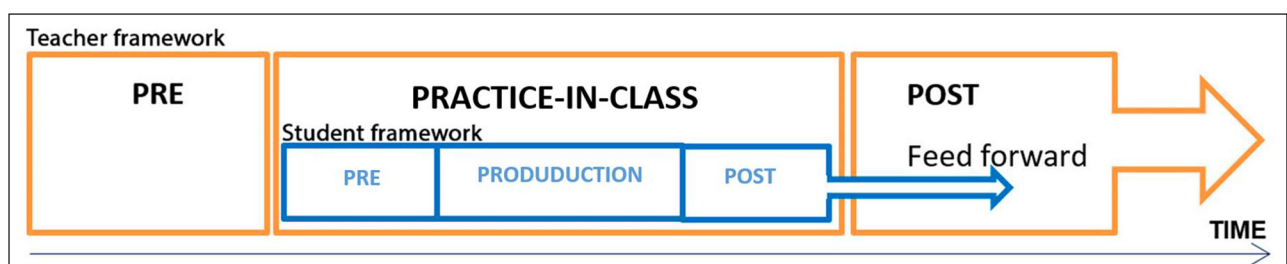 Teacher framework
PRE
PRACTICE-IN-CLASS
POST
Student framework
Feed forward
PRE
PRODUDUCTION
POST
TIME